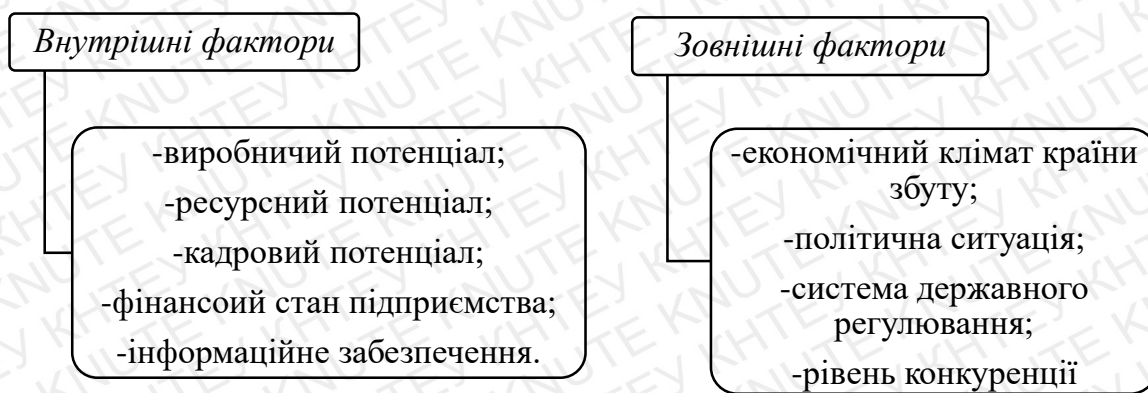 Внутрішні фактори
-виробничий потенціал;
-ресурсний потенціал;
-кадровий потенціал;
-фінансоий стан підприємства;
-інформаційне забезпечення.
Зовнішні фактори
-економічний клімат країни
збуту;
-політична ситуація;
-система державного
регулювання;
-рівень конкуренції